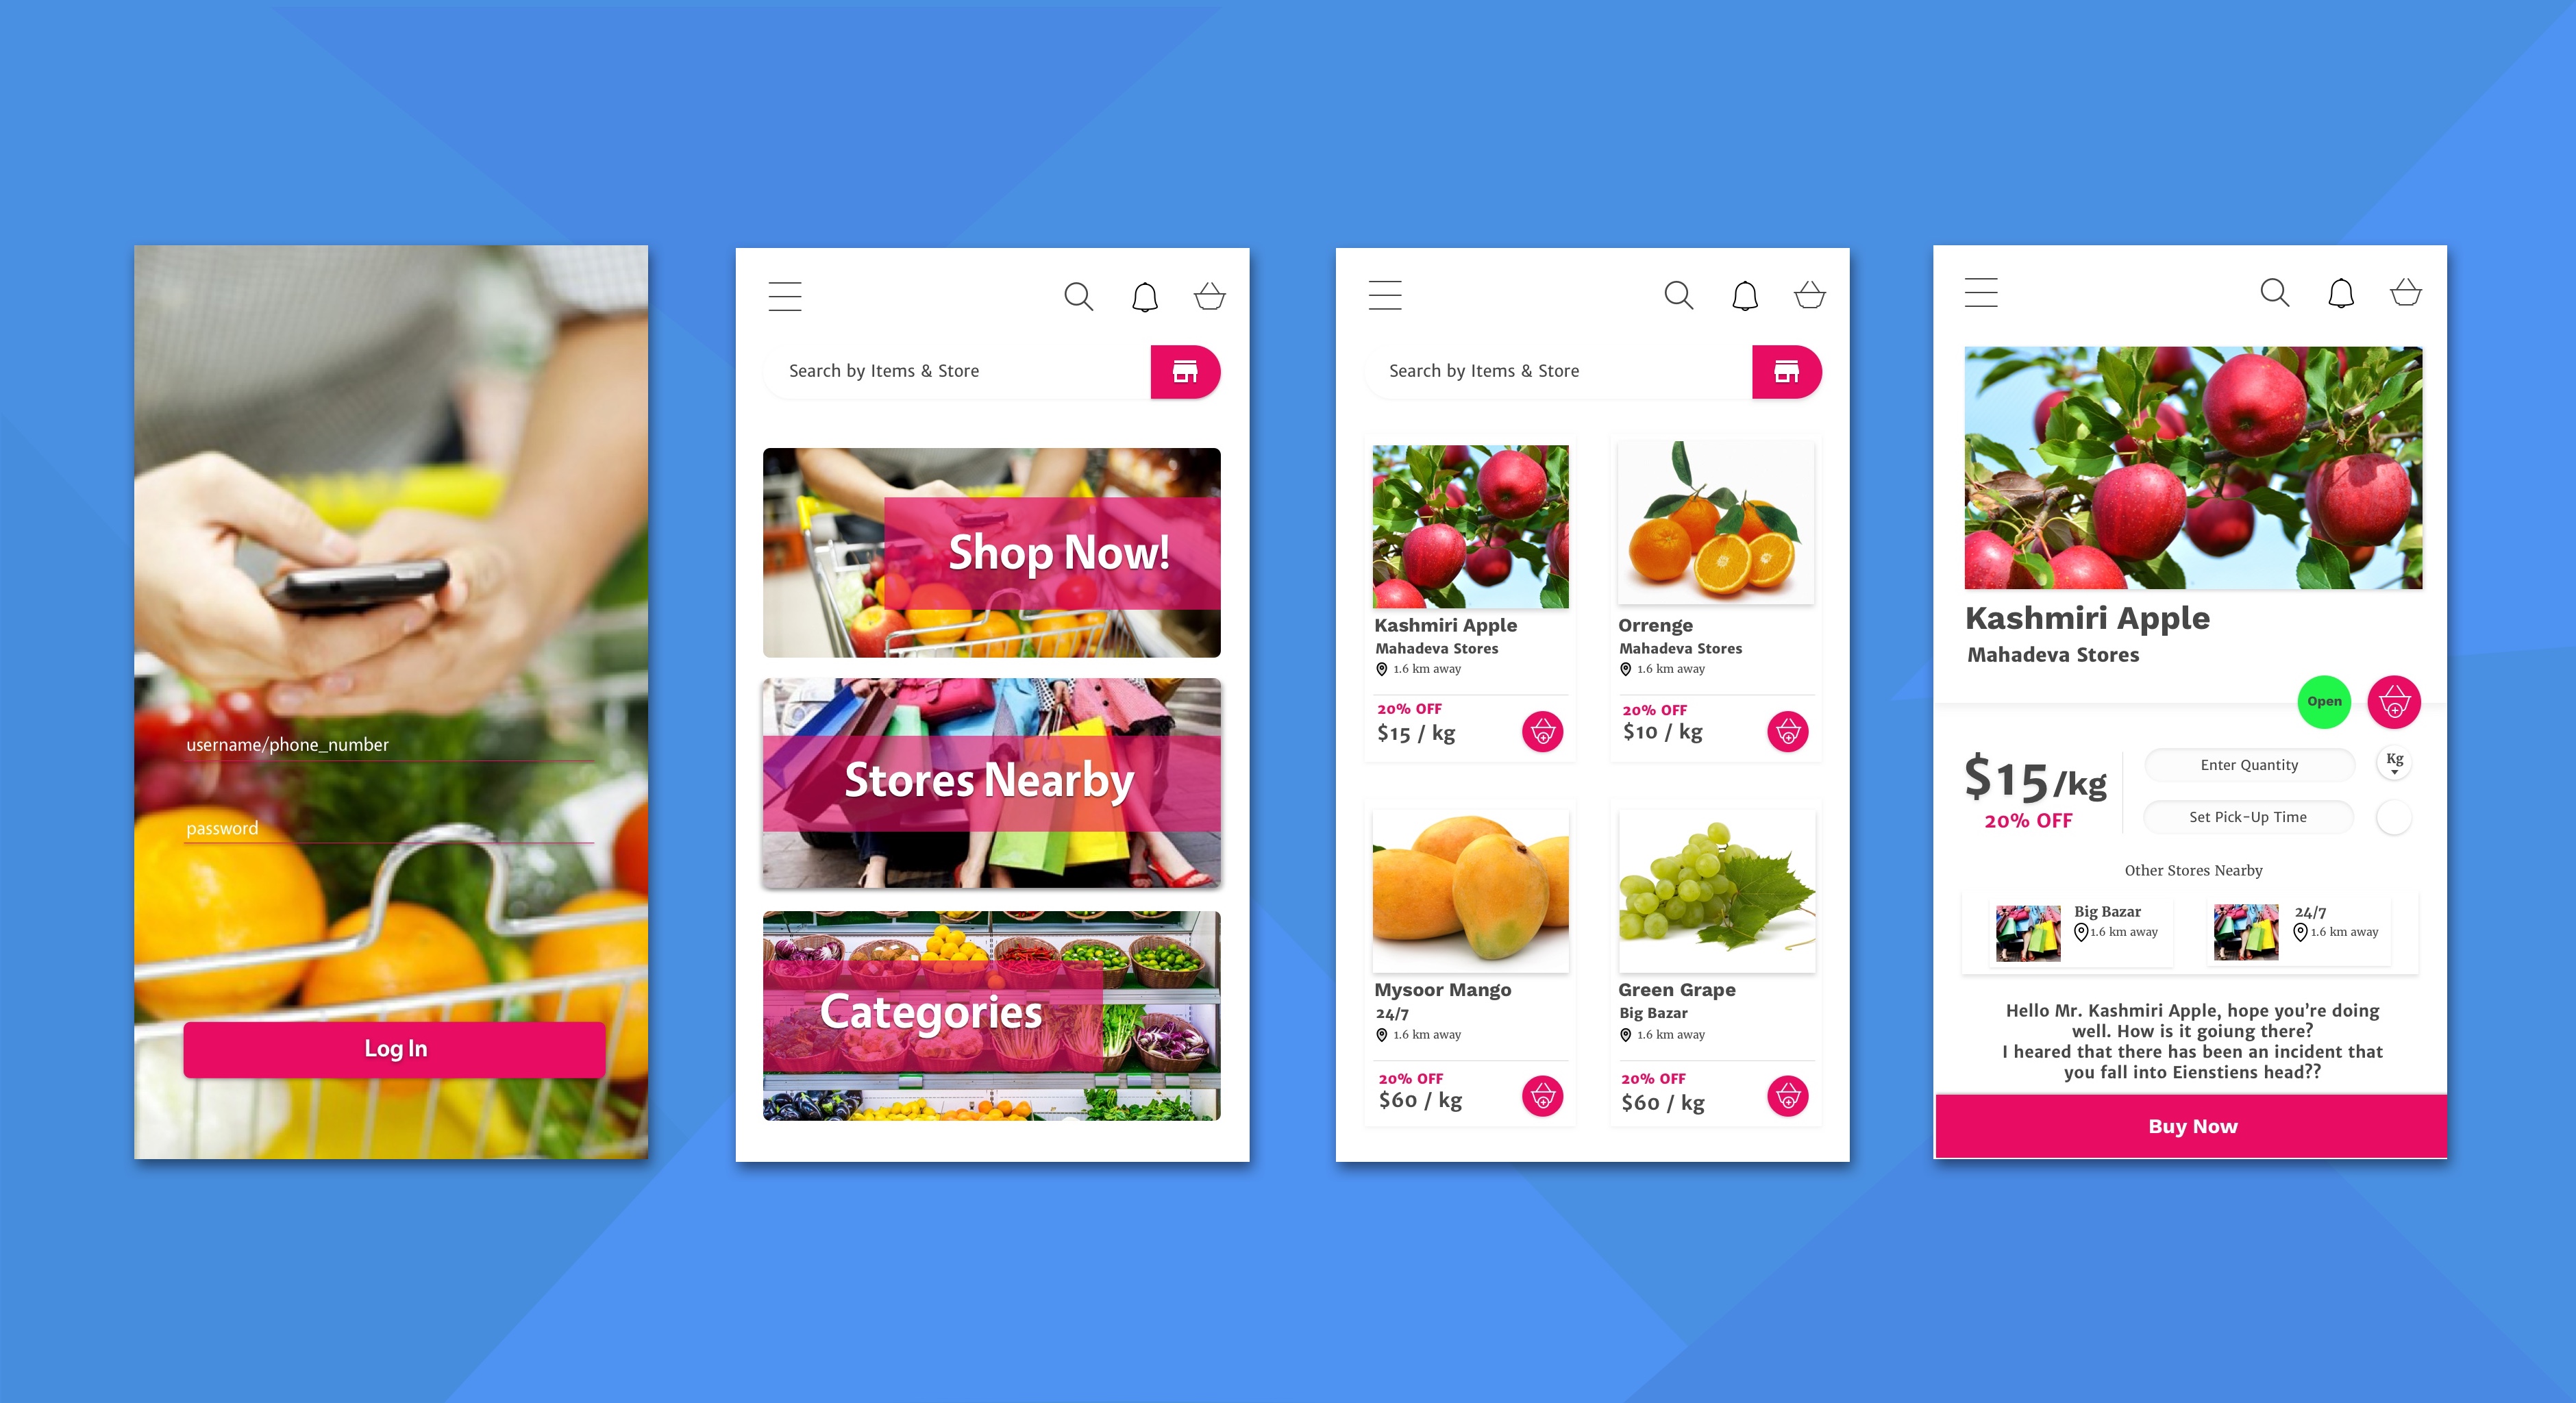 username/phone_number
password
Log In
Search by Items & Store
Shop Now!
Stores Nearby
Categories
Search by Items & Store
Kashmiri Apple
Mahadeva Stores
1.6 km away
20% OFF
$15 / kg
Orrenge
Mahadeva Stores
1.6 km away
20% OFF
$10 / kg
Mysoor Mango
24/7
1.6 km away
20% OFF
$60 / kg
Green Grape
Big Bazar
1.6 km away
20% OFF
$60 / kg
Kashmiri Apple
Mahadeva Stores
Open
$15/kg
20% OFF
Enter Quantity
Kg
Set Pick-Up Time
Other Stores Nearby
Big Bazar
1.6 km away
24/7
1.6 km away
Hello Mr. Kashmiri Apple, hope you're doing
well. How is it goiung there?
I heared that there has been an incident that
you fall into Eienstiens head??
Buy Now